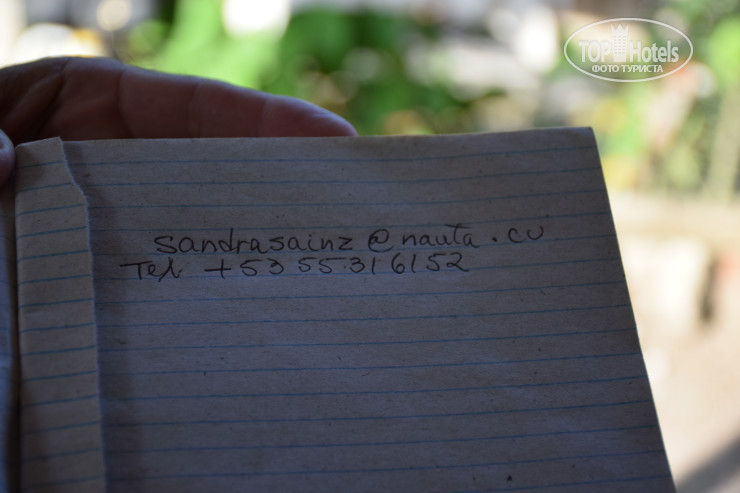 TOP Hotels
ФОТО ТУРИСТА
sandrasainz@nauta.cu
Tel. +53 55316152